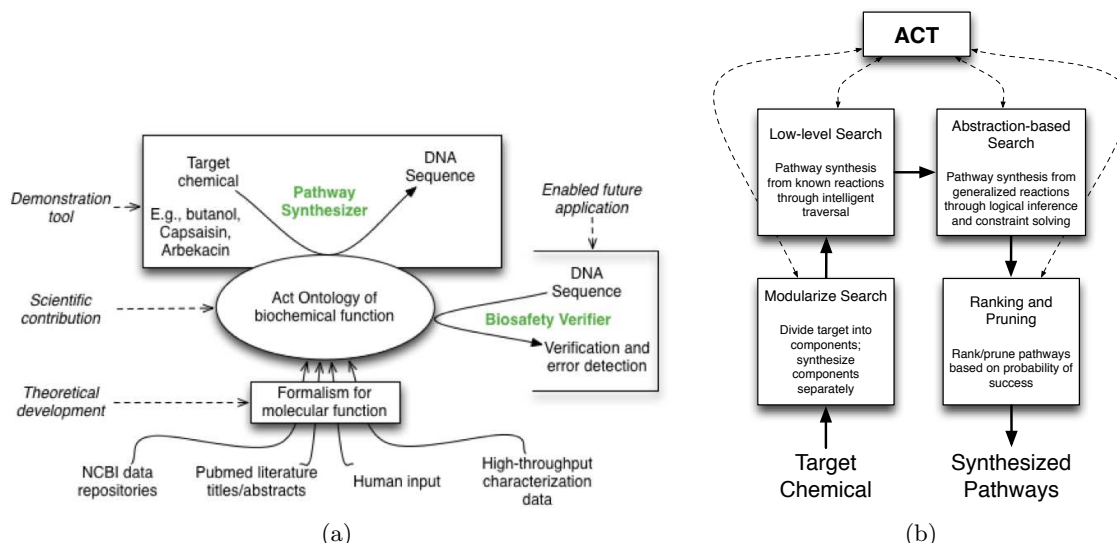 Demonstration
tool
Target
chemical
E.g., butanol,
Capsaisin,
Arbekacin
Pathway
Synthesizer
DNA
Sequence
Enabled future
application
Scientific
contribution
Act Ontology of
biochemical function
DNA
Sequence
Biosafety Verifier
Verification and
error detection
Theoretical
development
Formalism for
molecular function
NCBI data
repositories
Pubmed literature
titles/abstracts
Human input
High-throughput
characterization
data
(a)
ACT
Low-level Search
Pathway synthesis
from known reactions
through intelligent
traversal
Abstraction-based
Search
Pathway synthesis from
generalized reactions
through logical inference
and constraint solving
Modularize Search
Divide target into
components;
synthesize
components
separately
Ranking and
Pruning
Rank/prune pathways
based on probability of
success
Target
Chemical
Synthesized
Pathways
(b)